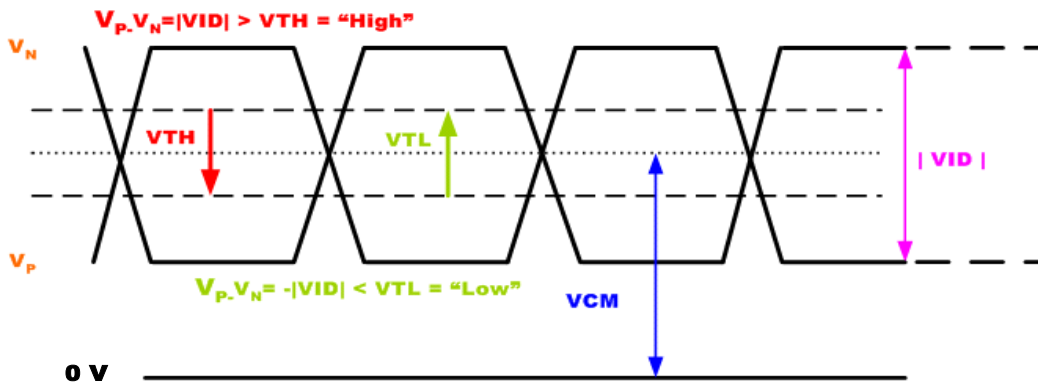 VP-VN=|VID| > VTH = “High”
VN
VTH
VTL
| VID |
VP
VP-VN= -|VID| < VTL = “Low”
VCM
0 V